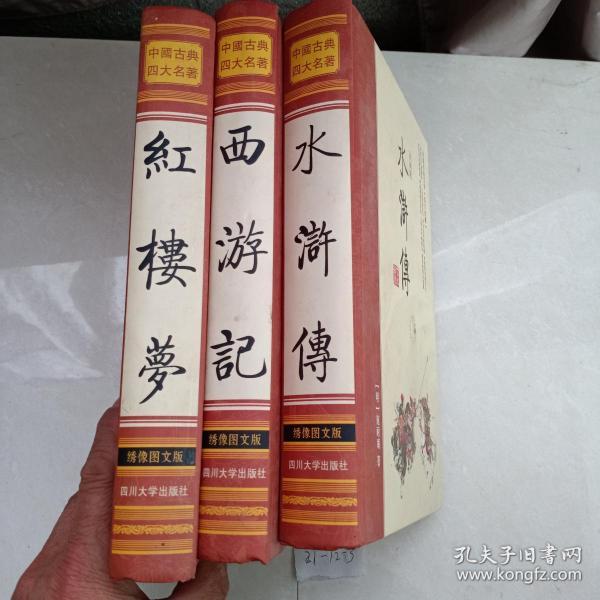 中國古典
四大名著
紅樓夢
绣像图文版
四川大学出版社
中國古典
四大名著
西游記
绣像图文版
四川大学出版社
中國古典
四大名著
水滸傳
绣像图文版
四川大学出版社
水滸傳
21-1255
孔夫子旧书网
www.kongfz.com